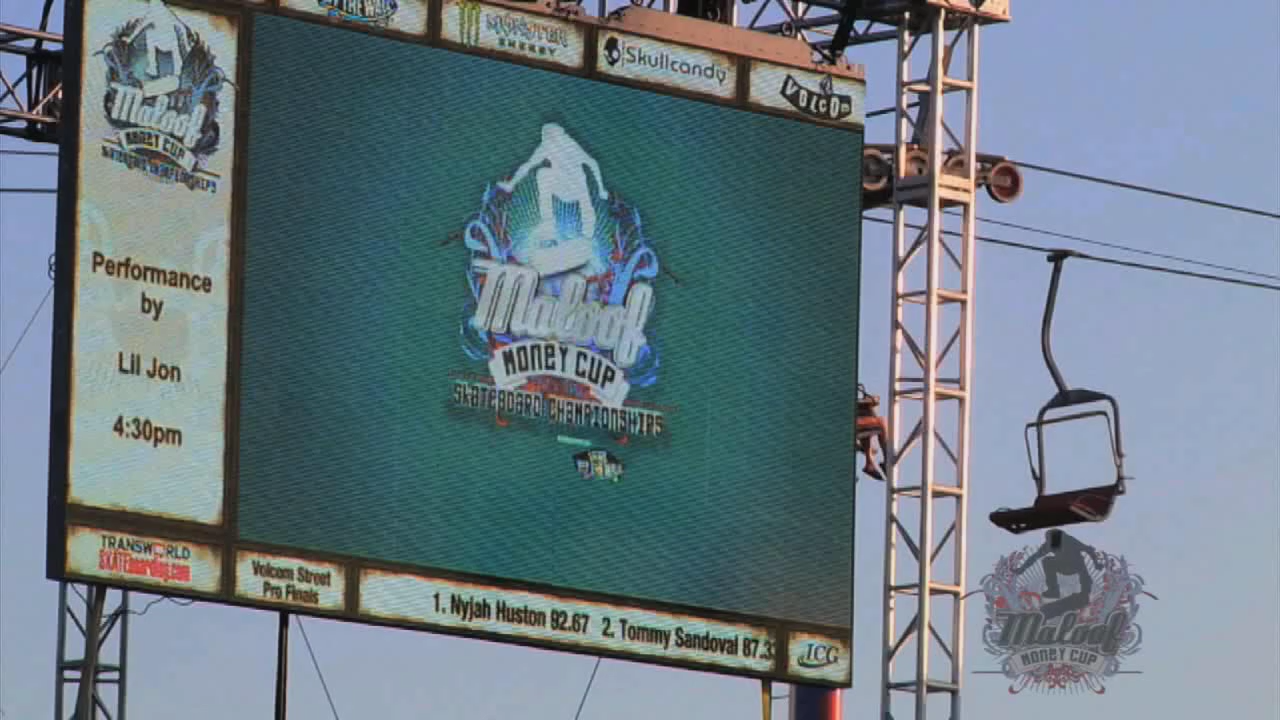 MONSTER
ENERGY
Skullcandy
VOLCOM
Maloof
MONEY CUP
SKATEBOARD CHAMPIONSHIPS
Performance
by
Lil Jon
4:30pm
Maloof
MONEY CUP
SKATEBOARD CHAMPIONSHIPS
TRANSWORLD
SKATEboarding.com
Volcom Street
Pro Finals
1. Nyjah Huston 92.67 2. Tommy Sandoval 87.3
ICG
Maloof
MONEY CUP